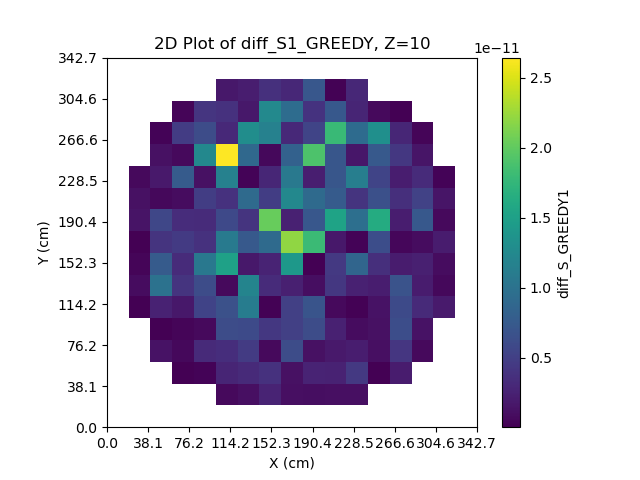 2D Plot of diff_S1_GREEDY, Z=10
1e−11
342.7
304.6
266.6
228.5
190.4
152.3
114.2
76.2
38.1
0.0
Y (cm)
0.0 38.1 76.2 114.2 152.3 190.4 228.5 266.6 304.6 342.7
X (cm)
2.5
2.0
1.5
1.0
0.5
diff_S_GREEDY1